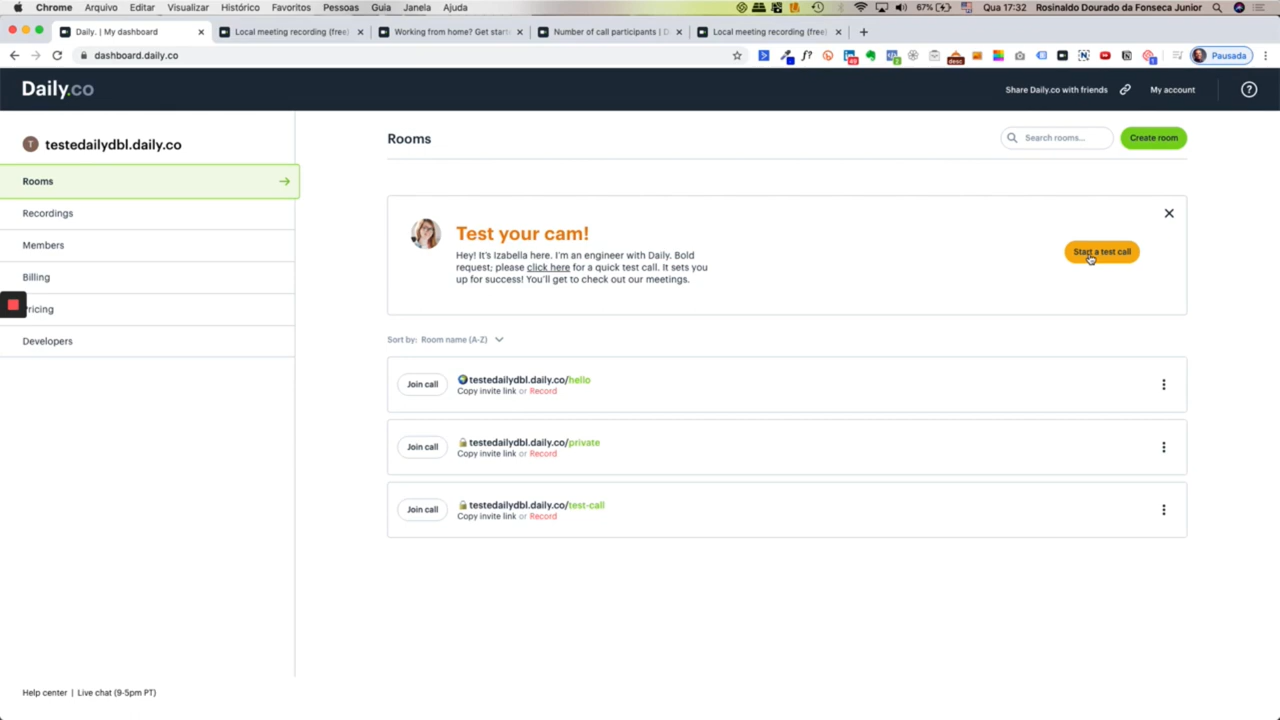 Chrome Arquivo Editar Visualizar Histórico Favoritos Pessoas Guia Janela Ajuda 67% Qua 17:32 Rosinaldo Dourado da Fonseca Junior
Daily. | My dashboard Local meeting recording (free Working from home? Get start Number of call participants | D Local meeting recording (free
dashboard.daily.co Pausada
Daily.co Share Daily.co with friends My account
T testedailydbl.daily.co
Rooms
Recordings
Members
Billing
Pricing
Developers
Help center | Live chat (9-5pm PT)
Rooms Search rooms... Create room
Test your cam!
Hey! It's Izabella here. I'm an engineer with Daily. Bold
request; please click here for a quick test call. It sets you
up for success! You'll get to check out our meetings.
Start a test call
Sort by: Room name (A-Z)
Join call testedailydbl.daily.co/hello
Copy invite link or Record
Join call testedailydbl.daily.co/private
Copy invite link or Record
Join call testedailydbl.daily.co/test-call
Copy invite link or Record